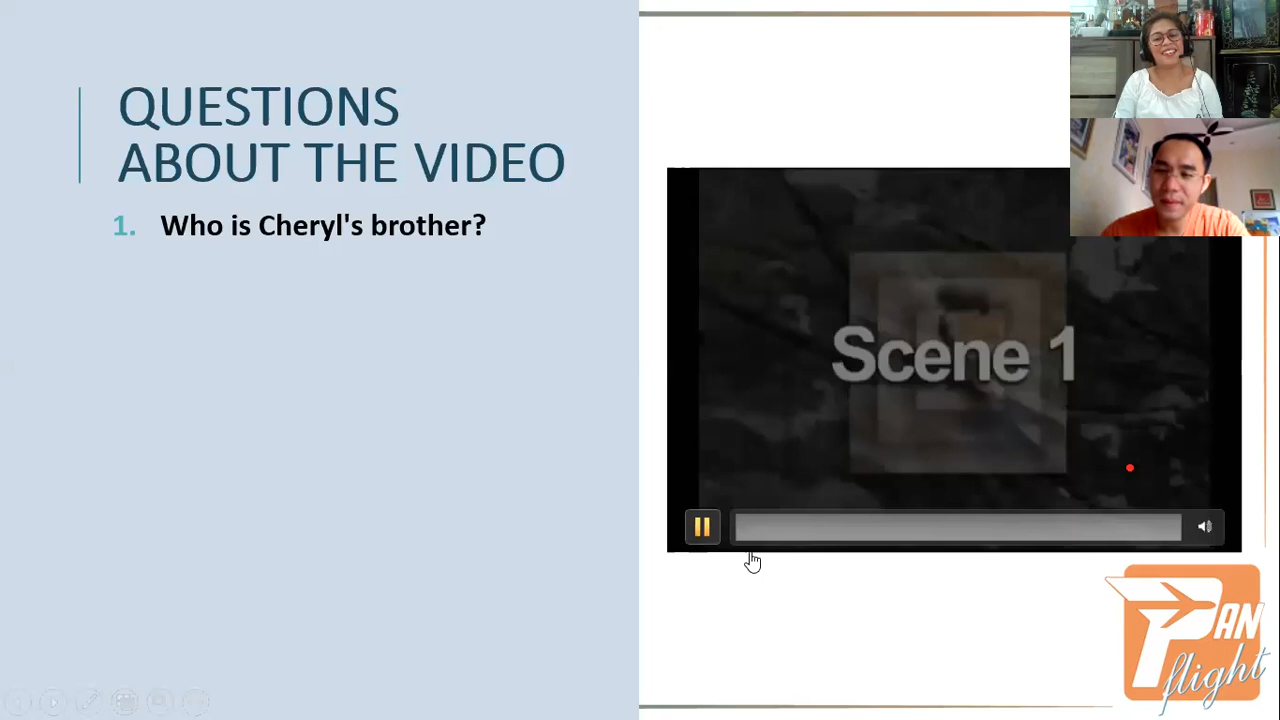 QUESTIONS
ABOUT THE VIDEO
1. Who is Cheryl's brother?
Scene 1
PAN
flight